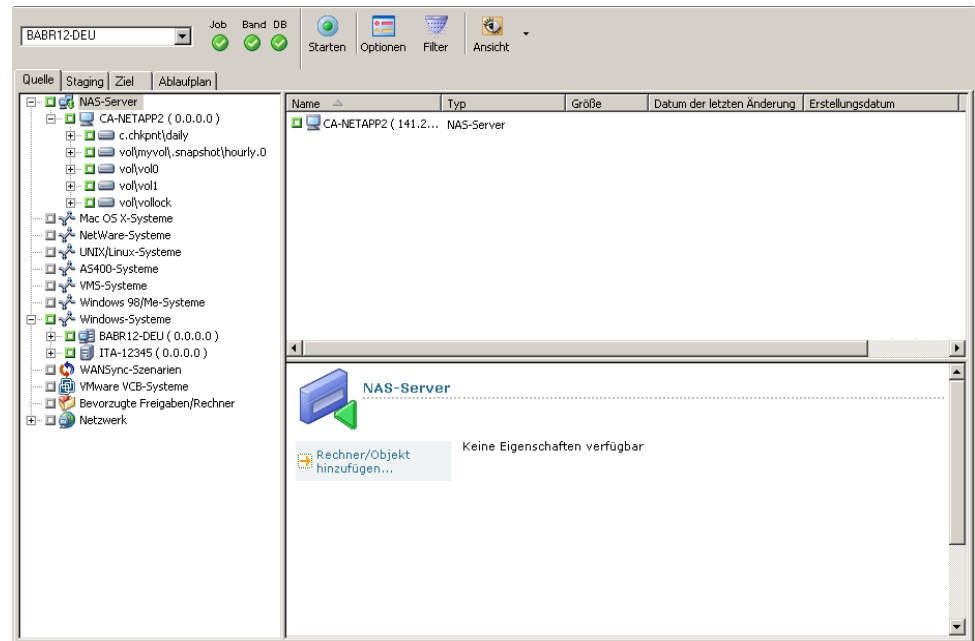 BABR12-DEU
Job Band DB
Starten Optionen Filter Ansicht
Quelle Staging Ziel Ablaufplan
NAS-Server
CA-NETAPP2 ( 0.0.0.0 )
c.chkpnt\daily
vol\myvol\.snapshot\hourly.0
vol\vol0
vol\vol1
vol\vollock
Mac OS X-Systeme
NetWare-Systeme
UNIX/Linux-Systeme
AS400-Systeme
VMS-Systeme
Windows 98/Me-Systeme
Windows-Systeme
BABR12-DEU ( 0.0.0.0 )
ITA-12345 ( 0.0.0.0 )
WANSync-Szenarien
VMware VCB-Systeme
Bevorzugte Freigaben/Rechner
Netzwerk
Name Typ Größe Datum der letzten Änderung Erstellungsdatum
CA-NETAPP2 ( 141.2... NAS-Server
NAS-Server
Rechner/Objekt
hinzufügen...
Keine Eigenschaften verfügbar